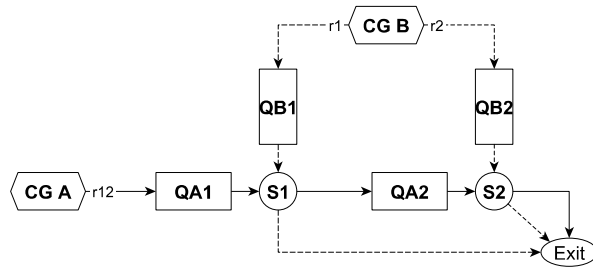 r1 CG B r2
QB1 QB2
CG A r12 QA1 S1 QA2 S2
Exit